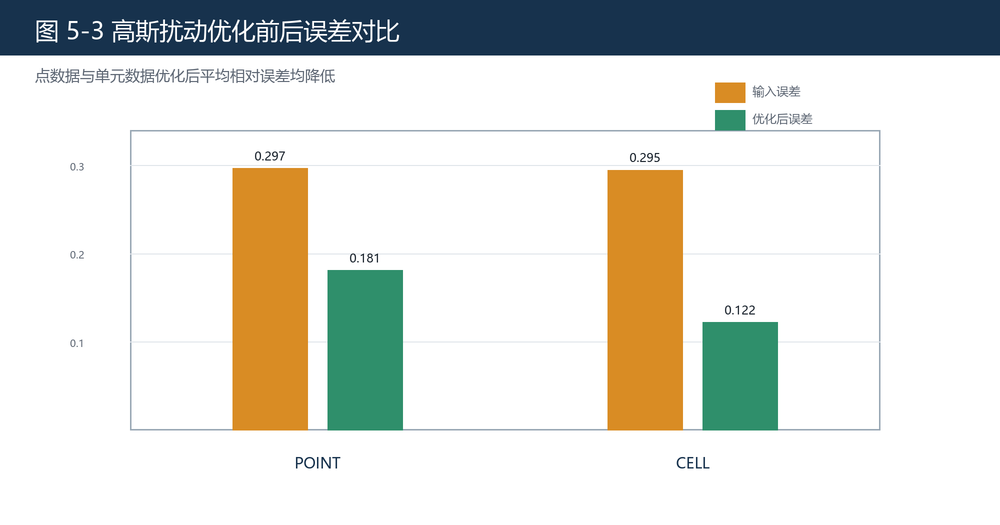 图 5-3 高斯扰动优化前后误差对比
点数据与单元数据优化后平均相对误差均降低
输入误差
优化后误差
0.297
0.295
0.3
0.2
0.181
0.122
0.1
POINT
CELL